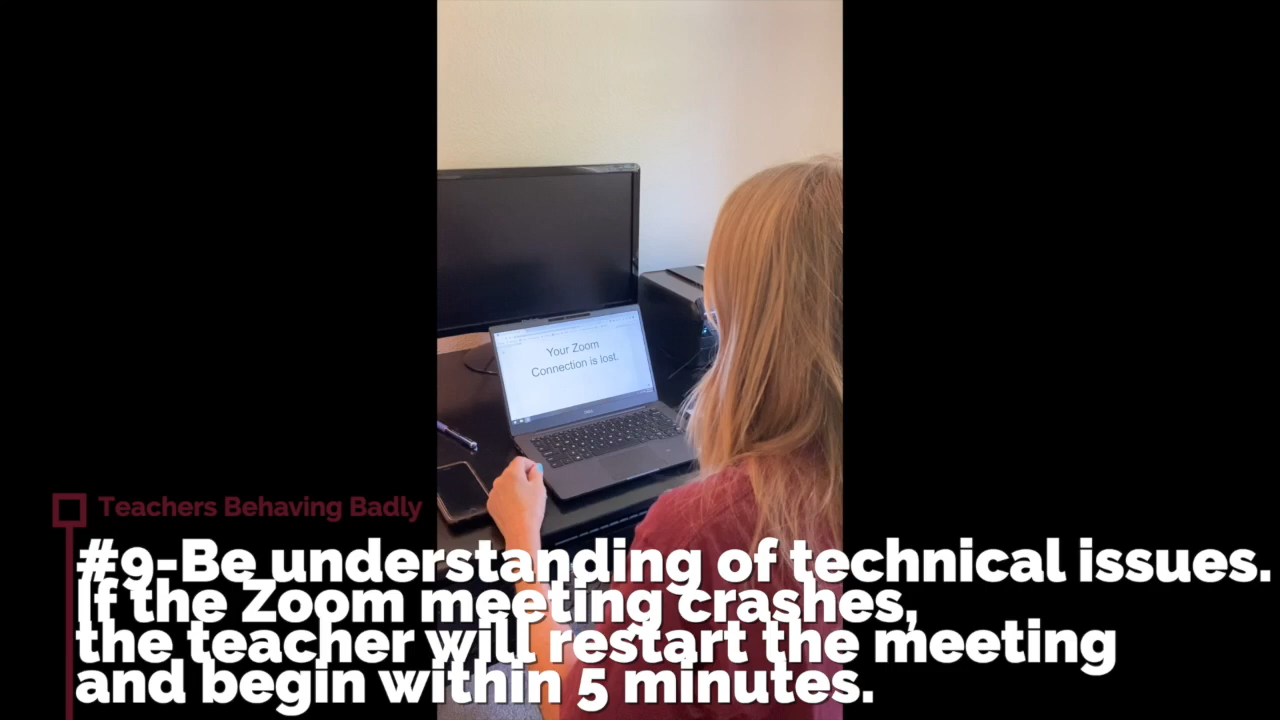 Your Zoom
Connection is lost.
Teachers Behaving Badly
#9-Be understanding of technical issues.
If the Zoom meeting crashes,
the teacher will restart the meeting
and begin within 5 minutes.